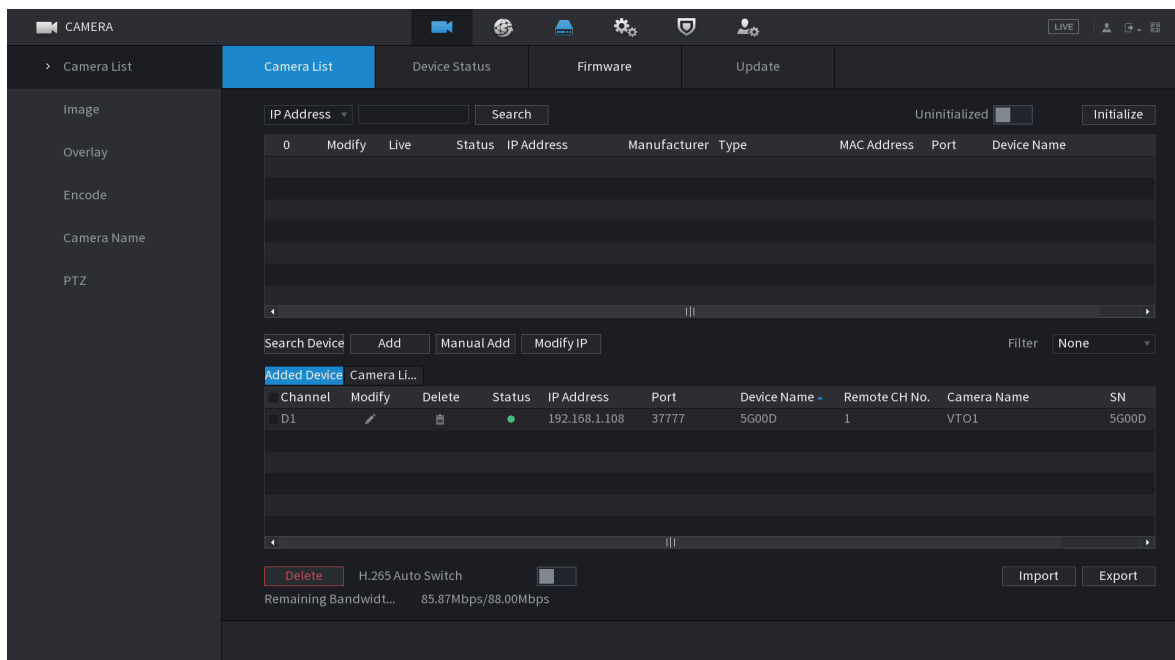 CAMERA LIVE
Camera List
Image
Overlay
Encode
Camera Name
PTZ
Camera List Device Status Firmware Update
IP Address Search Uninitialized Initialize
0 Modify Live Status IP Address Manufacturer Type MAC Address Port Device Name
Search Device Add Manual Add Modify IP Filter None
Added Device Camera Li...
Channel Modify Delete Status IP Address Port Device Name Remote CH No. Camera Name SN
D1 192.168.1.108 37777 5G00D 1 VTO1 5G00D
Delete H.265 Auto Switch Import Export
Remaining Bandwidt... 85.87Mbps/88.00Mbps